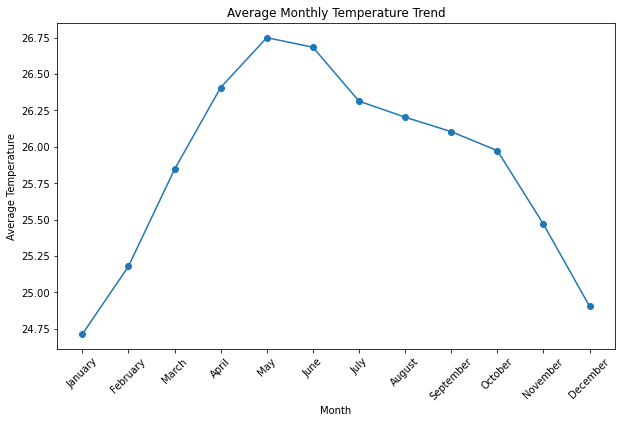 Average Monthly Temperature Trend
Average Temperature
26.75
26.50
26.25
26.00
25.75
25.50
25.25
25.00
24.75
January
February
March
April
May
June
July
August
September
October
November
December
Month